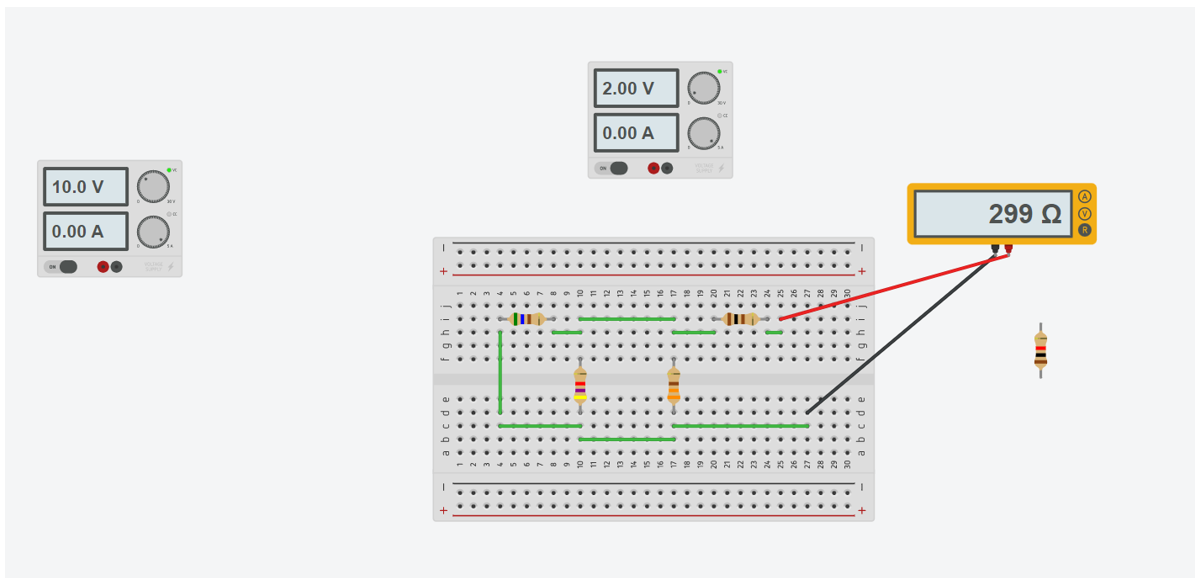 2.00 V
0.00 A
ON
10.0 V
0.00 A
ON
299 Ω
A
V
R
1 2 3 4 5 6 7 8 9 10 11 12 13 14 15 16 17 18 19 20 21 22 23 24 25 26 27 28 29 30
j j
i i
h h
g g
f f
e e
d d
c c
b b
a a
1 2 3 4 5 6 7 8 9 10 11 12 13 14 15 16 17 18 19 20 21 22 23 24 25 26 27 28 29 30